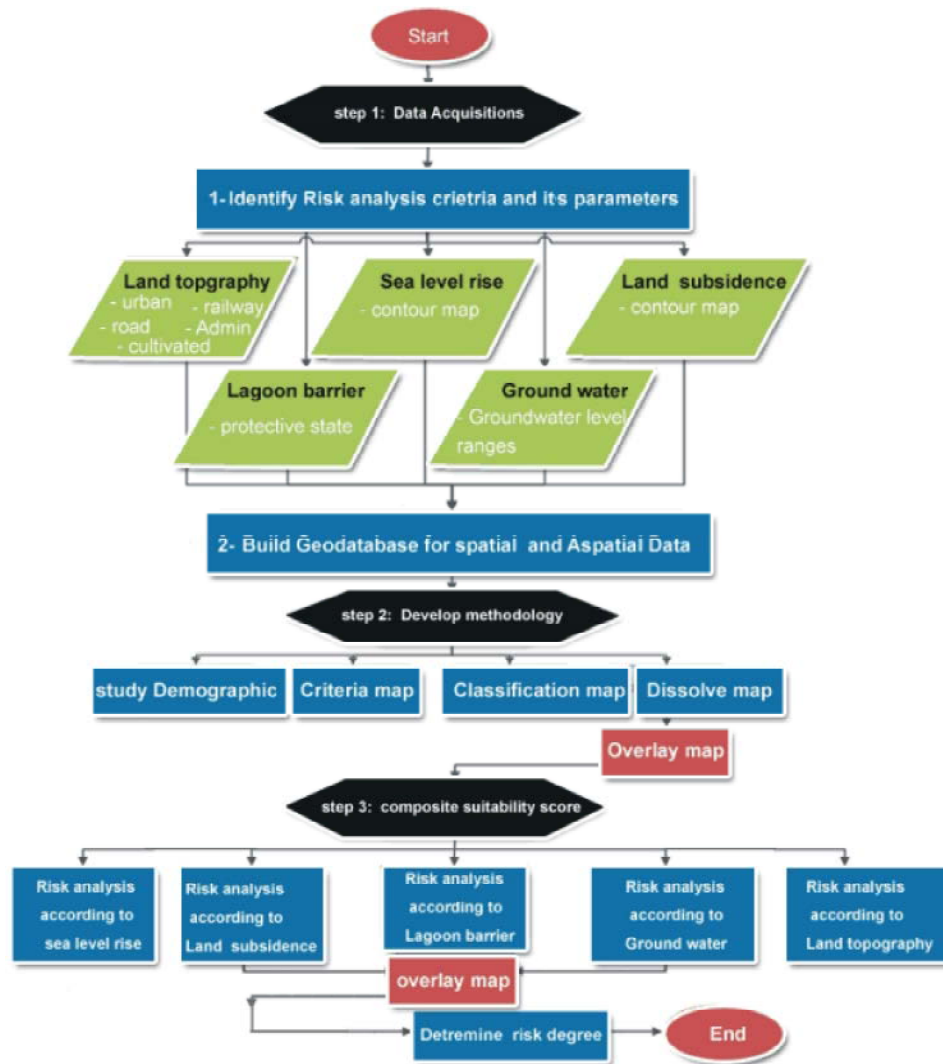 Start
step 1: Data Acquisitions
1- Identify Risk analysis crietria and it's parameters
Land topgraphy
- urban - railway
- road - Admin
- cultivated
Sea level rise
- contour map
Land subsidence
- contour map
Lagoon barrier
- protective state
Ground water
- Groundwater level
ranges
2- Build Geodatabase for spatial and Aspatial Data
step 2: Develop methodology
study Demographic
Criteria map
Classification map
Dissolve map
Overlay map
step 3: composite suitability score
Risk analysis
according to
sea level rise
Risk analysis
according to
Land subsidence
Risk analysis
according to
Lagoon barrier
Risk analysis
according to
Ground water
Risk analysis
according to
Land topography
overlay map
Detremine risk degree
End